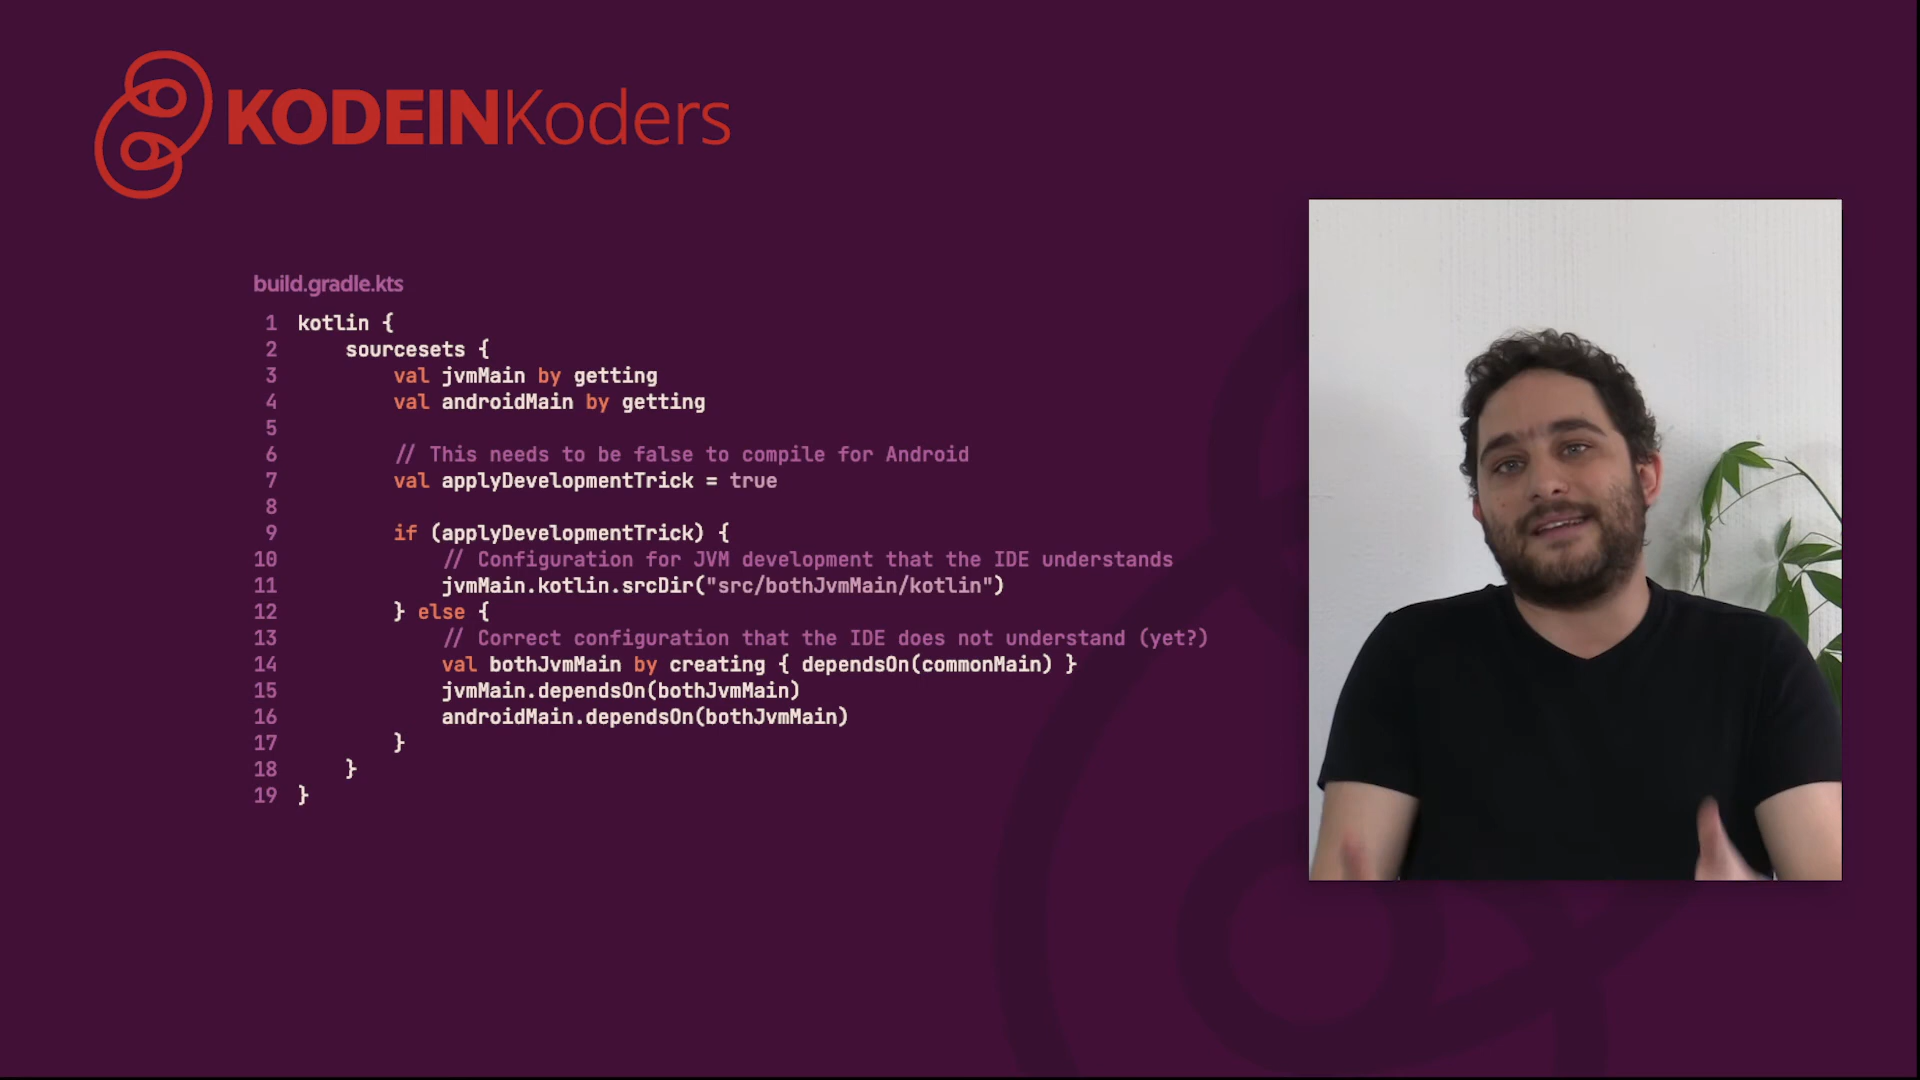 KODEINKoders
build.gradle.kts
1 kotlin {
2     sourcesets {
3         val jvmMain by getting
4         val androidMain by getting
5
6         // This needs to be false to compile for Android
7         val applyDevelopmentTrick = true
8
9         if (applyDevelopmentTrick) {
10             // Configuration for JVM development that the IDE understands
11             jvmMain.kotlin.srcDir("src/bothJvmMain/kotlin")
12         } else {
13             // Correct configuration that the IDE does not understand (yet?)
14             val bothJvmMain by creating { dependsOn(commonMain) }
15             jvmMain.dependsOn(bothJvmMain)
16             androidMain.dependsOn(bothJvmMain)
17         }
18     }
19 }